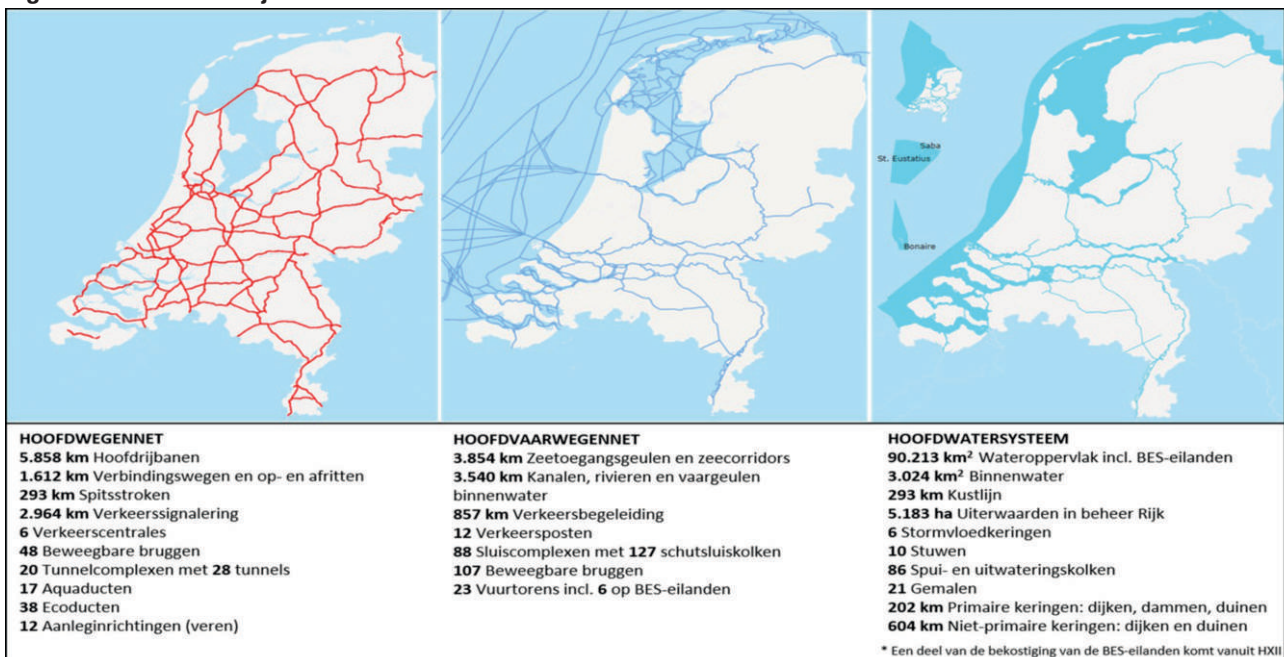 Saba
St. Eustatius
Bonaire
HOOFDWEGENNET
5.858 km Hoofdrijbanen
1.612 km Verbindingswegen en op- en afritten
293 km Spitsstroken
2.964 km Verkeerssignalering
6 Verkeerscentrales
48 Beweegbare bruggen
20 Tunnelcomplexen met 28 tunnels
17 Aquaducten
38 Ecoducten
12 Aanleginrichtingen (veren)
HOOFDVAARWEGENNET
3.854 km Zeetoegangsgeulen en zeecorridors
3.540 km Kanalen, rivieren en vaargeulen
binnenwater
857 km Verkeersbegeleiding
12 Verkeersposten
88 Sluiscomplexen met 127 schutsluiskolken
107 Beweegbare bruggen
23 Vuurtorens incl. 6 op BES-eilanden
HOOFDWATERSYSTEEM
90.213 km² Wateroppervlak incl. BES-eilanden
3.024 km² Binnenwater
293 km Kustlijn
5.183 ha Uiterwaarden in beheer Rijk
6 Stormvloedkeringen
10 Stuwen
86 Spui- en uitwateringskolken
21 Gemalen
202 km Primaire keringen: dijken, dammen, duinen
604 km Niet-primaire keringen: dijken en duinen
* Een deel van de bekostiging van de BES-eilanden komt vanuit HXII